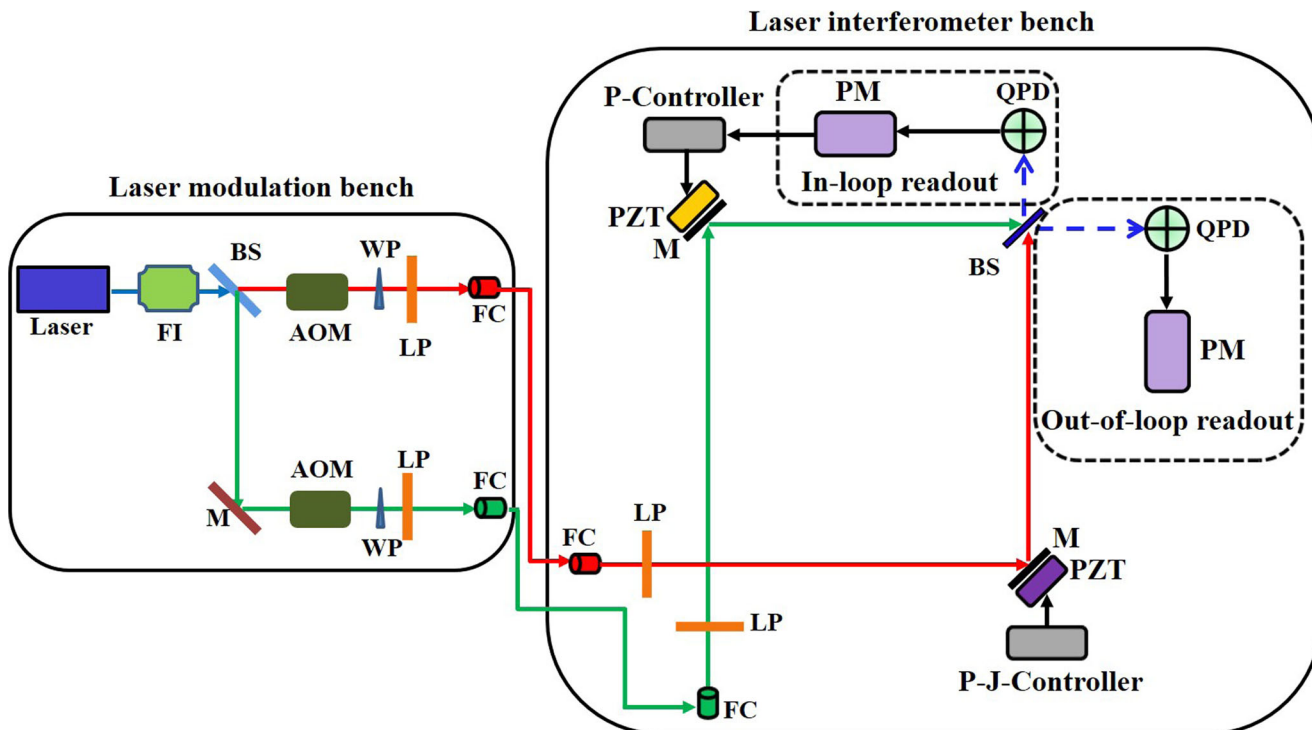 Laser interferometer bench
P-Controller
PM
QPD
In-loop readout
PZT
M
BS
QPD
PM
Out-of-loop readout
Laser modulation bench
BS
WP
Laser
FI
AOM
LP
FC
AOM
LP
FC
M
WP
FC
LP
M
PZT
LP
P-J-Controller
FC